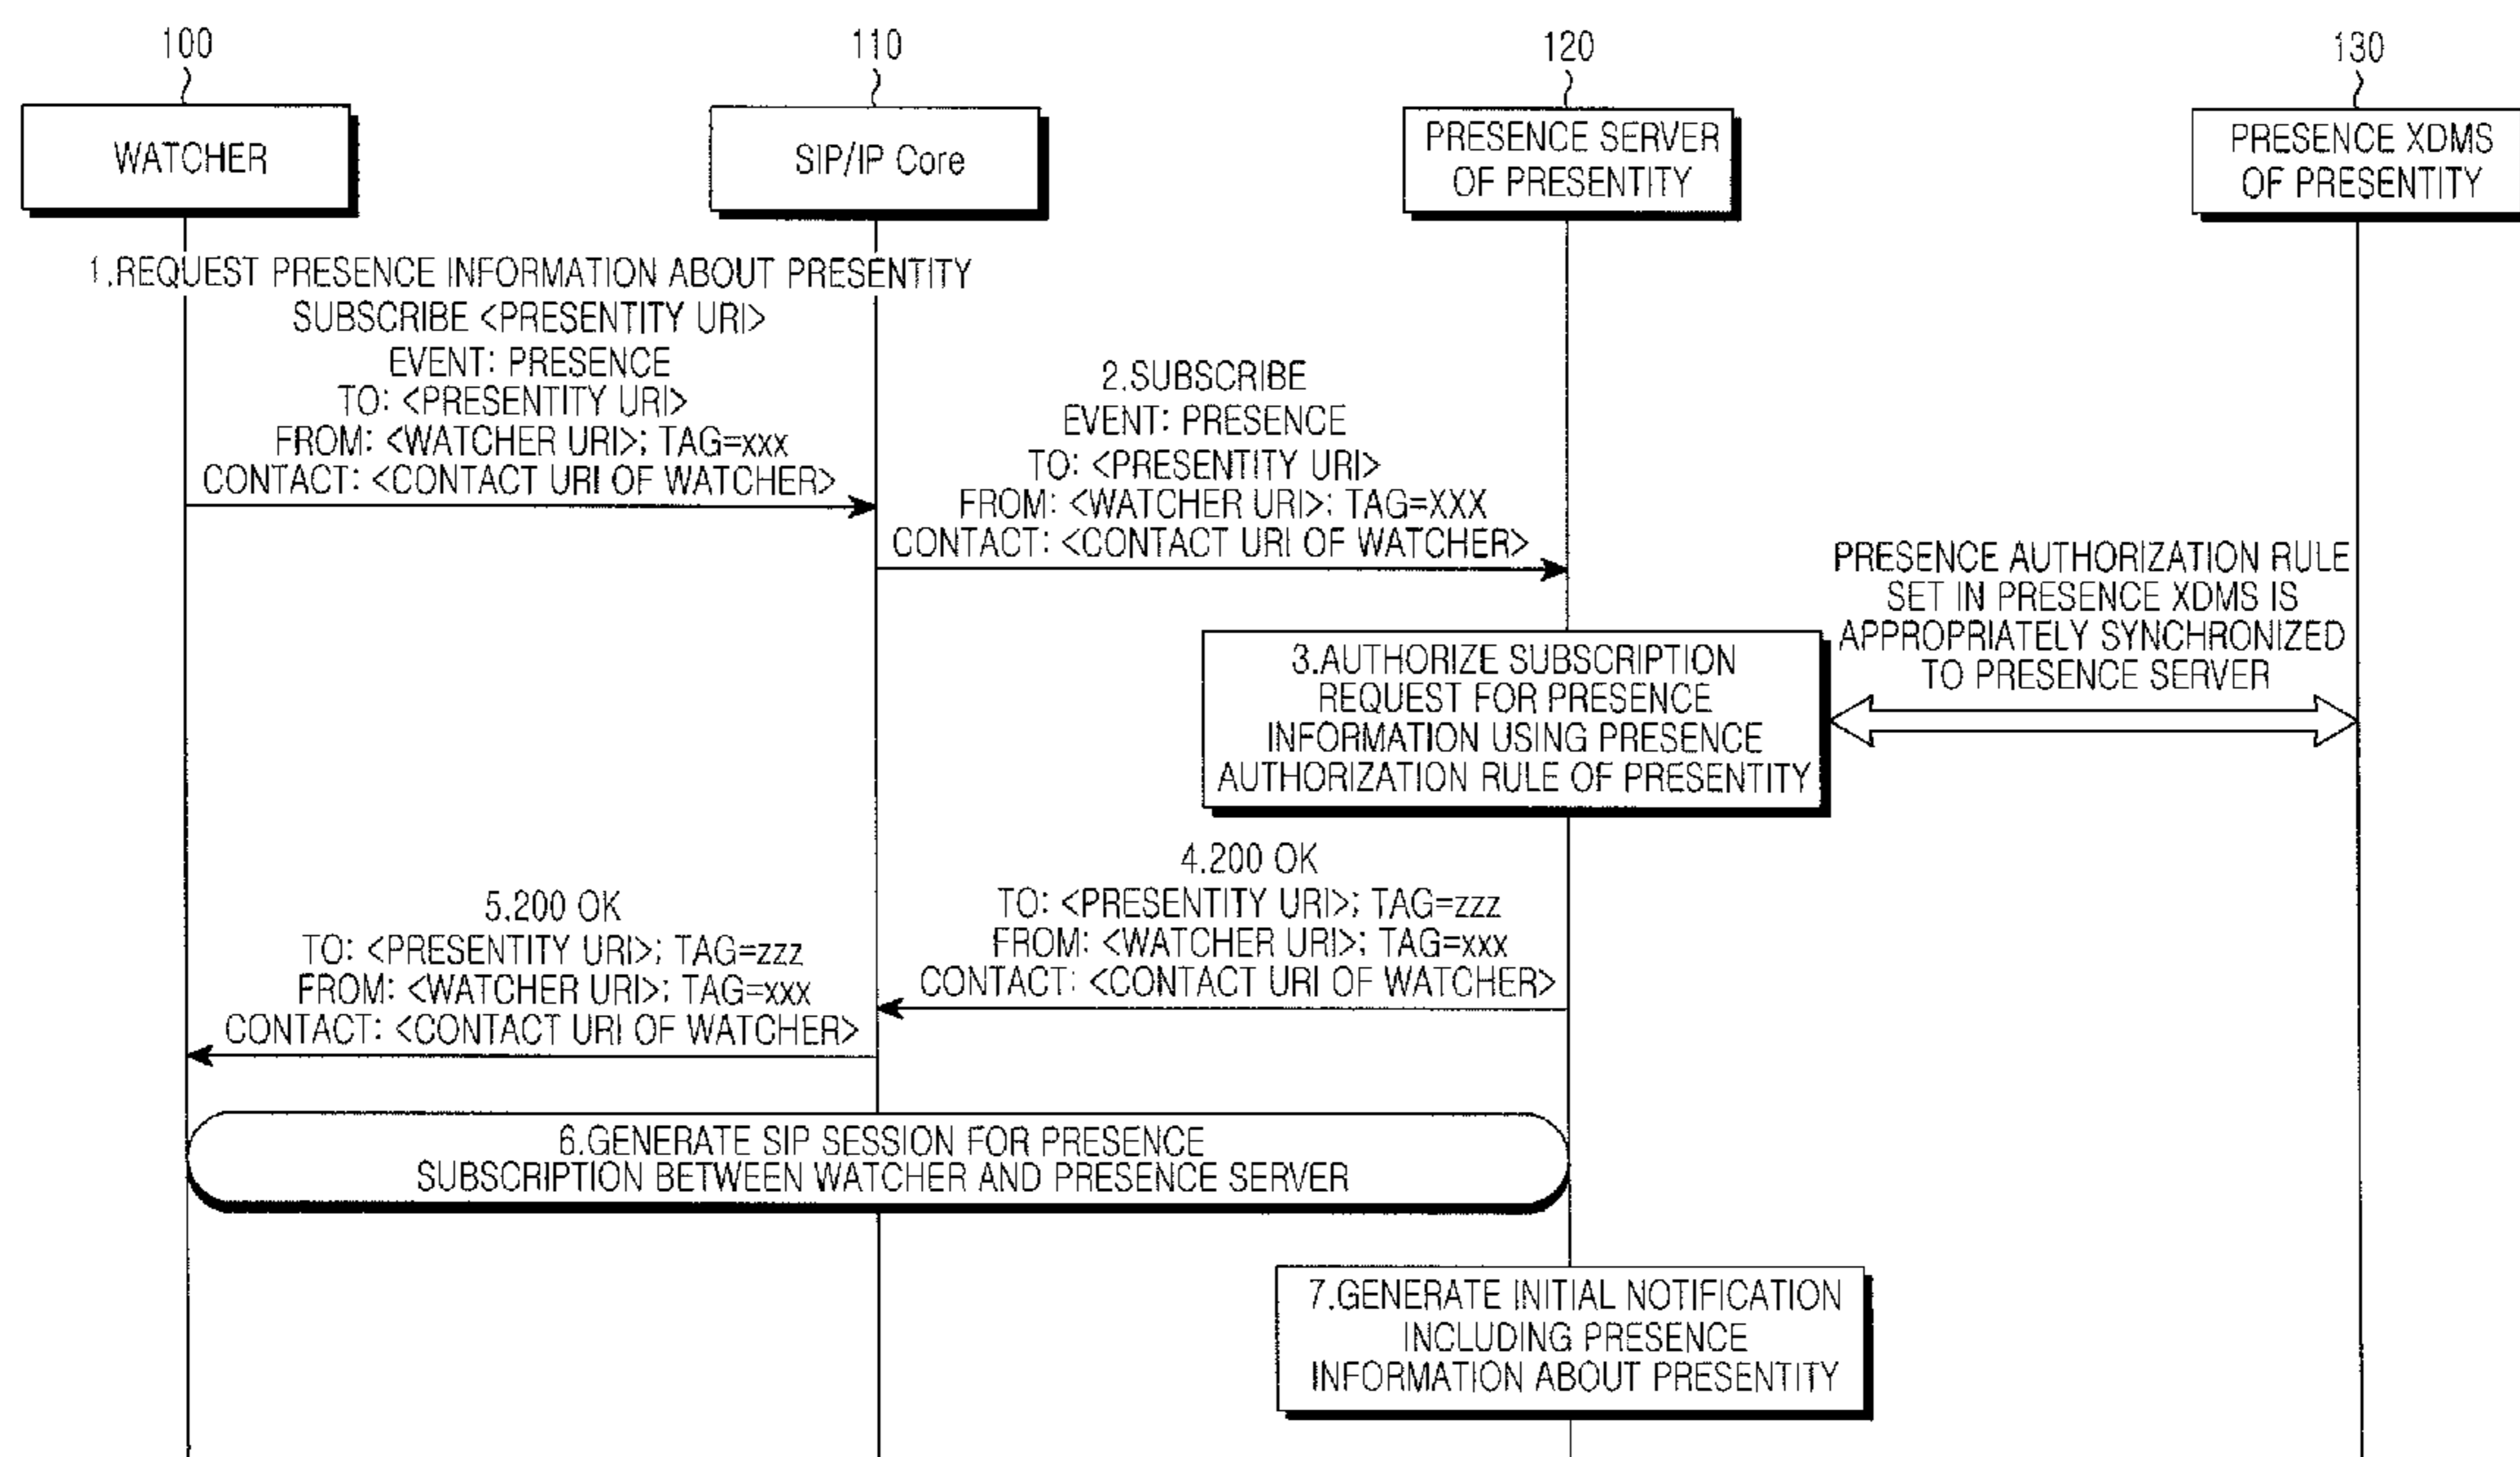 100
110
120
130
WATCHER
SIP/IP Core
PRESENCE SERVER
OF PRESENTITY
PRESENCE XDMS
OF PRESENTITY
1.REQUEST PRESENCE INFORMATION ABOUT PRESENTITY
SUBSCRIBE <PRESENTITY URI>
EVENT: PRESENCE
TO: <PRESENTITY URI>
FROM: <WATCHER URI>; TAG=xxx
CONTACT: <CONTACT URI OF WATCHER>
2.SUBSCRIBE
EVENT: PRESENCE
TO: <PRESENTITY URI>
FROM: <WATCHER URI>; TAG=XXX
CONTACT: <CONTACT URI OF WATCHER>
PRESENCE AUTHORIZATION RULE
SET IN PRESENCE XDMS IS
APPROPRIATELY SYNCHRONIZED
TO PRESENCE SERVER
3.AUTHORIZE SUBSCRIPTION
REQUEST FOR PRESENCE
INFORMATION USING PRESENCE
AUTHORIZATION RULE OF PRESENTITY
4.200 OK
TO: <PRESENTITY URI>; TAG=zzz
FROM: <WATCHER URI>; TAG=xxx
CONTACT: <CONTACT URI OF WATCHER>
5.200 OK
TO: <PRESENTITY URI>; TAG=zzz
FROM: <WATCHER URI>; TAG=xxx
CONTACT: <CONTACT URI OF WATCHER>
6.GENERATE SIP SESSION FOR PRESENCE
SUBSCRIPTION BETWEEN WATCHER AND PRESENCE SERVER
7.GENERATE INITIAL NOTIFICATION
INCLUDING PRESENCE
INFORMATION ABOUT PRESENTITY